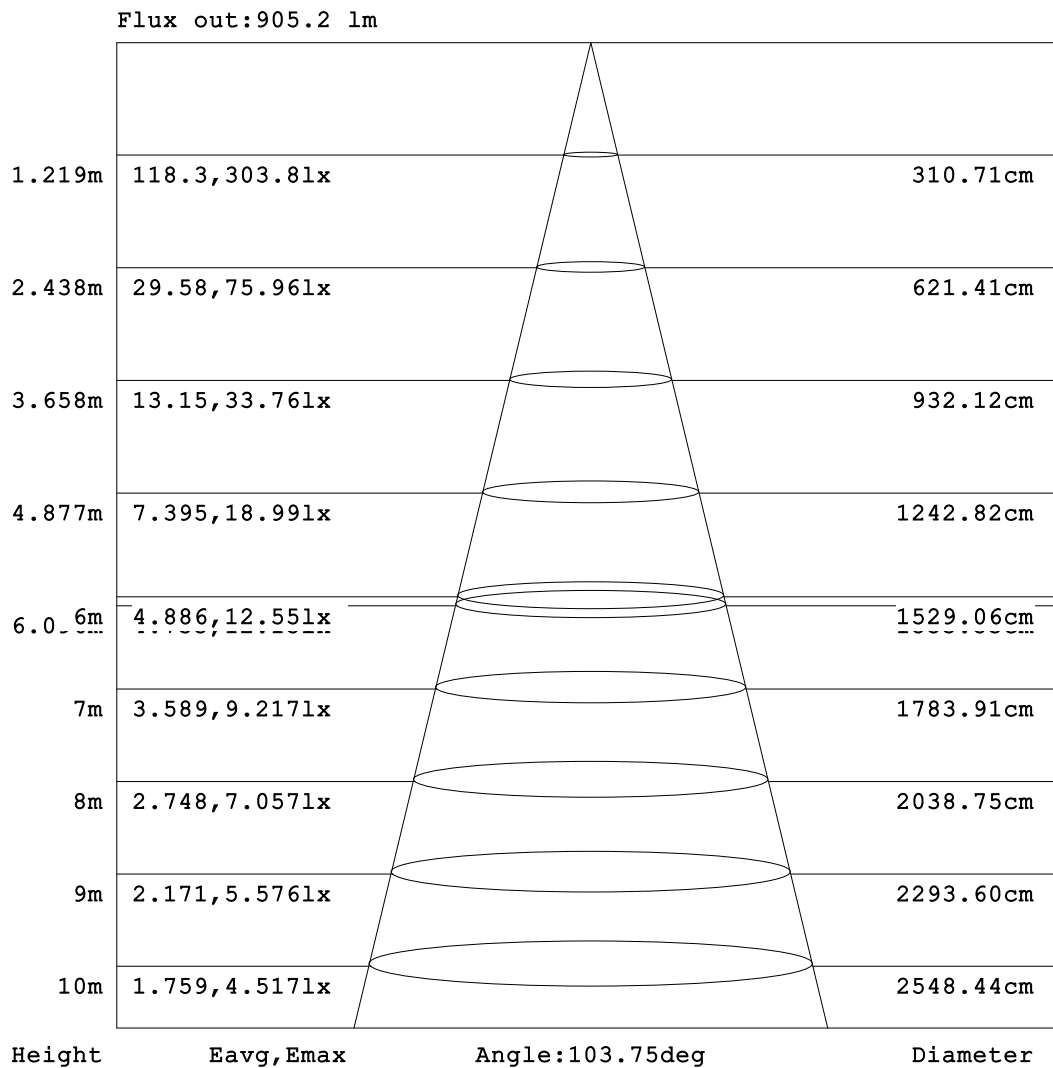 Flux out:905.2 lm
1.219m 118.3,303.8lx 310.71cm
2.438m 29.58,75.96lx 621.41cm
3.658m 13.15,33.76lx 932.12cm
4.877m 7.395,18.99lx 1242.82cm
6m 4.886,12.55lx 1529.06cm
7m 3.589,9.217lx 1783.91cm
8m 2.748,7.057lx 2038.75cm
9m 2.171,5.576lx 2293.60cm
10m 1.759,4.517lx 2548.44cm
Height Eavg,Emax Angle:103.75deg Diameter